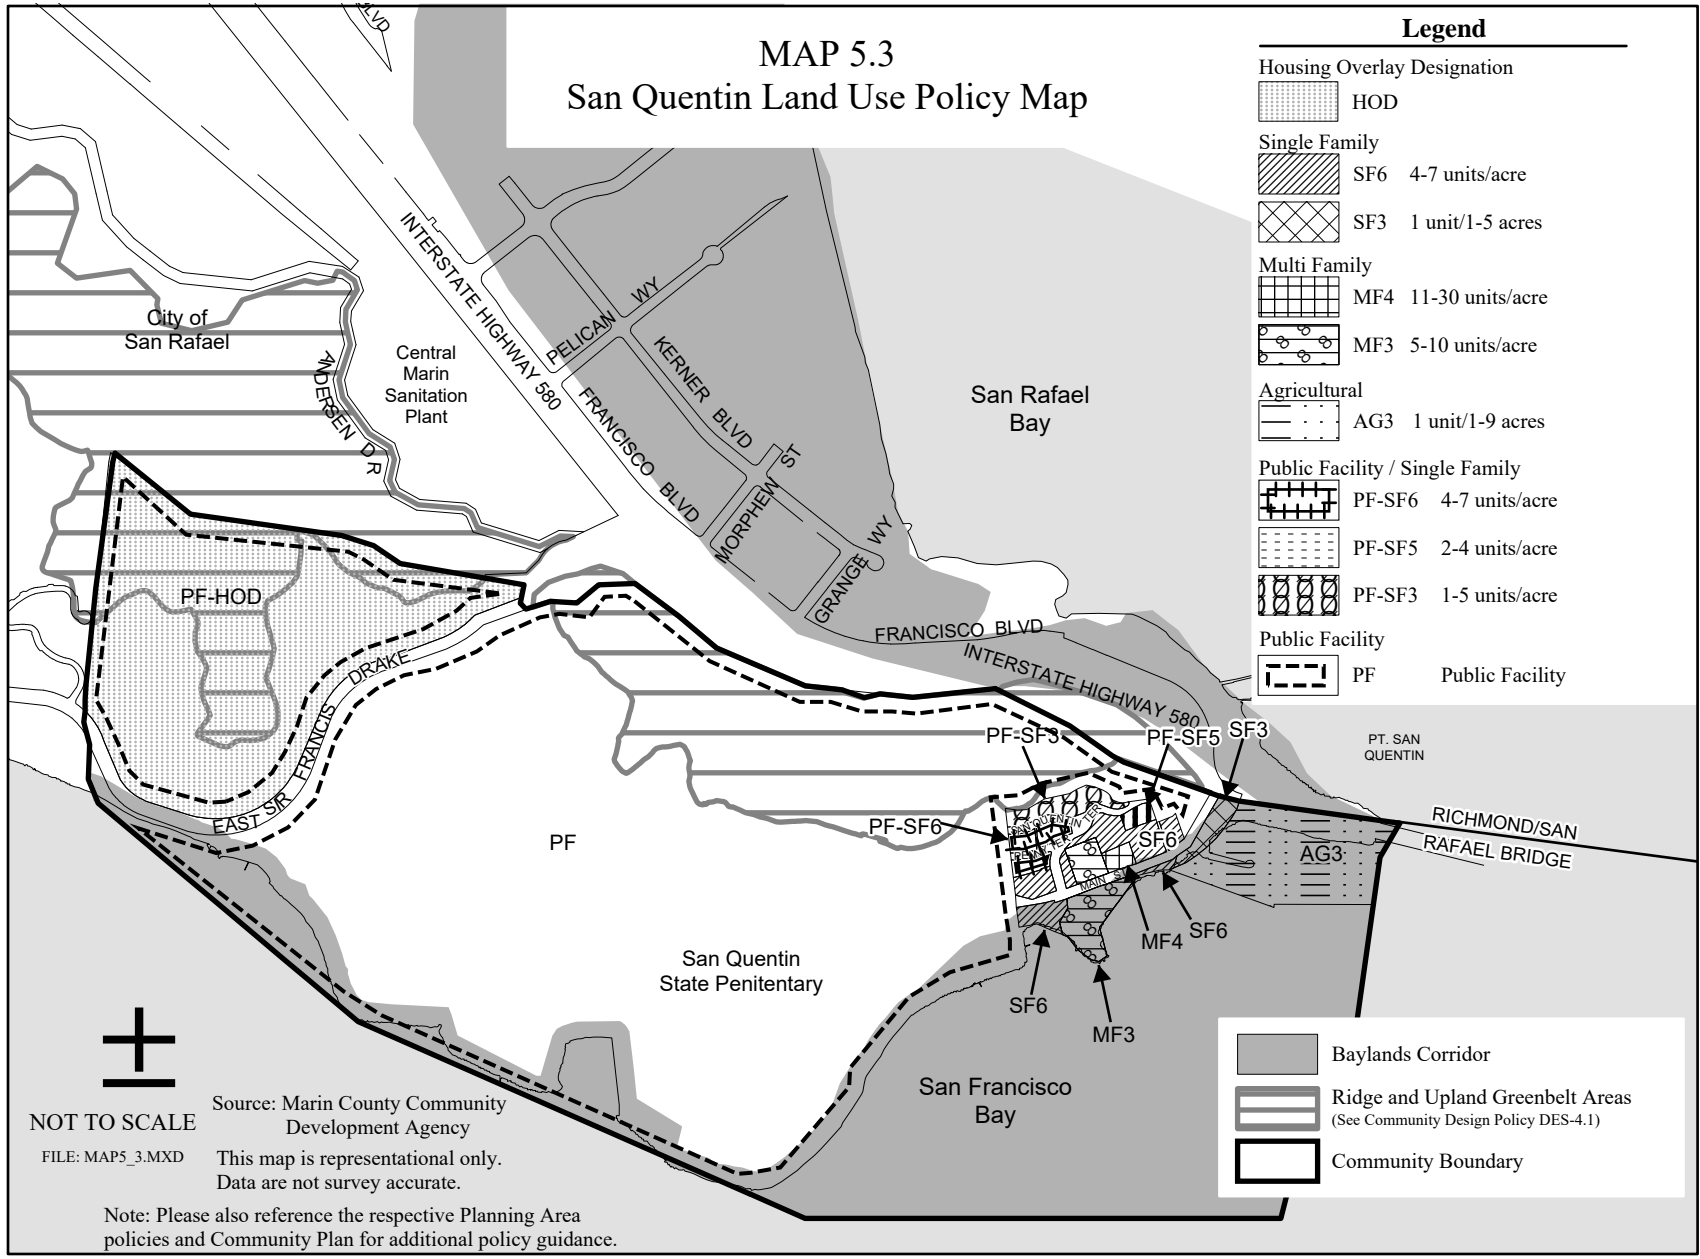 MAP 5.3
San Quentin Land Use Policy Map
Legend
Housing Overlay Designation
HOD
Single Family
SF6 4-7 units/acre
SF3 1 unit/1-5 acres
Multi Family
MF4 11-30 units/acre
MF3 5-10 units/acre
Agricultural
AG3 1 unit/1-9 acres
Public Facility / Single Family
PF-SF6 4-7 units/acre
PF-SF5 2-4 units/acre
PF-SF3 1-5 units/acre
Public Facility
PF Public Facility
BLVD
INTERSTATE HIGHWAY 580
City of
San Rafael
ANDERSEN DR
Central
Marin
Sanitation
Plant
PELICAN WY
KERNER BLVD
FRANCISCO BLVD
MORPHEW ST
GRANGE WY
San Rafael
Bay
FRANCISCO BLVD
INTERSTATE HIGHWAY 580
PF-HOD
EAST SIR FRANCIS DRAKE
PF-SF3
PF-SF5
SF3
PT. SAN
QUENTIN
PF-SF6
SAN QUENTIN TER
PENNY TER
MAIN ST
SF6
AG3
RICHMOND/SAN
RAFAEL BRIDGE
PF
MF4
SF6
SF6
MF3
San Quentin
State Penitentary
San Francisco
Bay
NOT TO SCALE
FILE: MAP5_3.MXD
Source: Marin County Community
Development Agency
This map is representational only.
Data are not survey accurate.
Note: Please also reference the respective Planning Area
policies and Community Plan for additional policy guidance.
Baylands Corridor
Ridge and Upland Greenbelt Areas
(See Community Design Policy DES-4.1)
Community Boundary